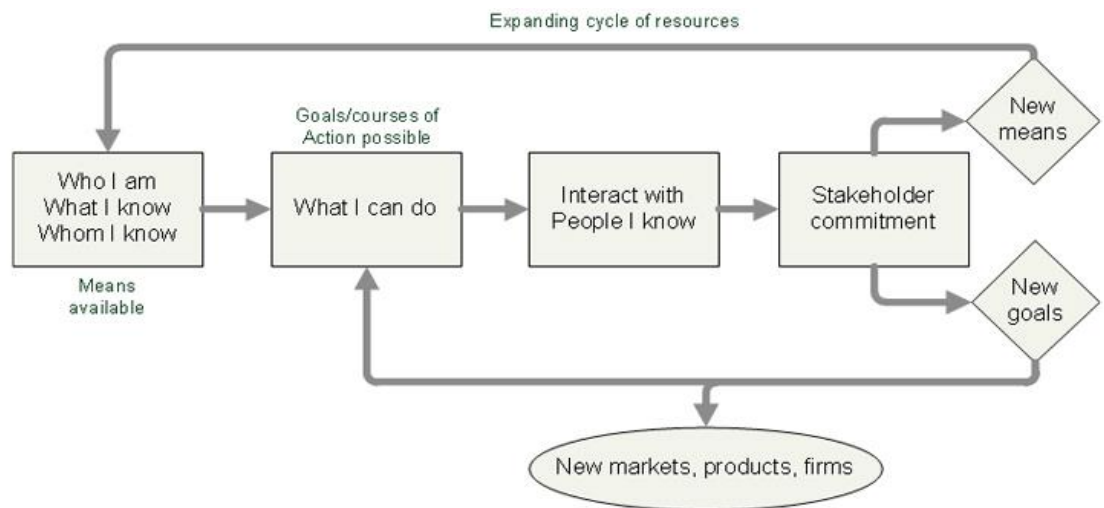 Expanding cycle of resources
Goals/courses of
Action possible
New
means
Who I am
What I know
Whom I know
What I can do
Interact with
People I know
Stakeholder
commitment
Means
available
New
goals
New markets, products, firms